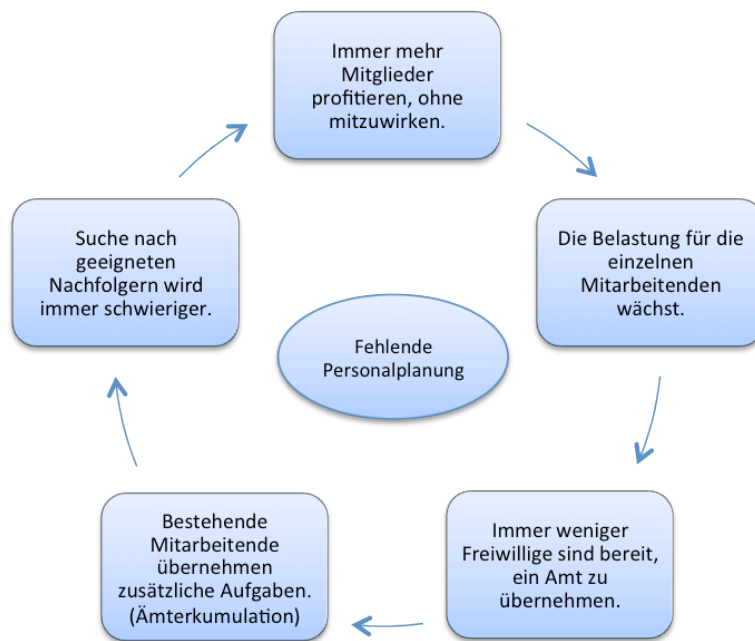 Immer mehr
Mitglieder
profitieren, ohne
mitzuwirken.
Die Belastung für die
einzelnen
Mitarbeitenden
wächst.
Immer weniger
Freiwillige sind bereit,
ein Amt zu
übernehmen.
Bestehende
Mitarbeitende
übernehmen
zusätzliche Aufgaben.
(Ämterkumulation)
Suche nach
geeigneten
Nachfolgern wird
immer schwieriger.
Fehlende
Personalplanung